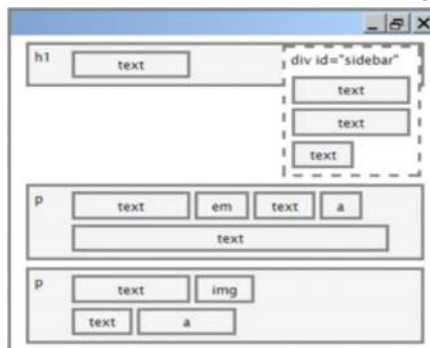 h1 text
div id="sidebar"
text
text
text
p text em text a
text
p text img
text a